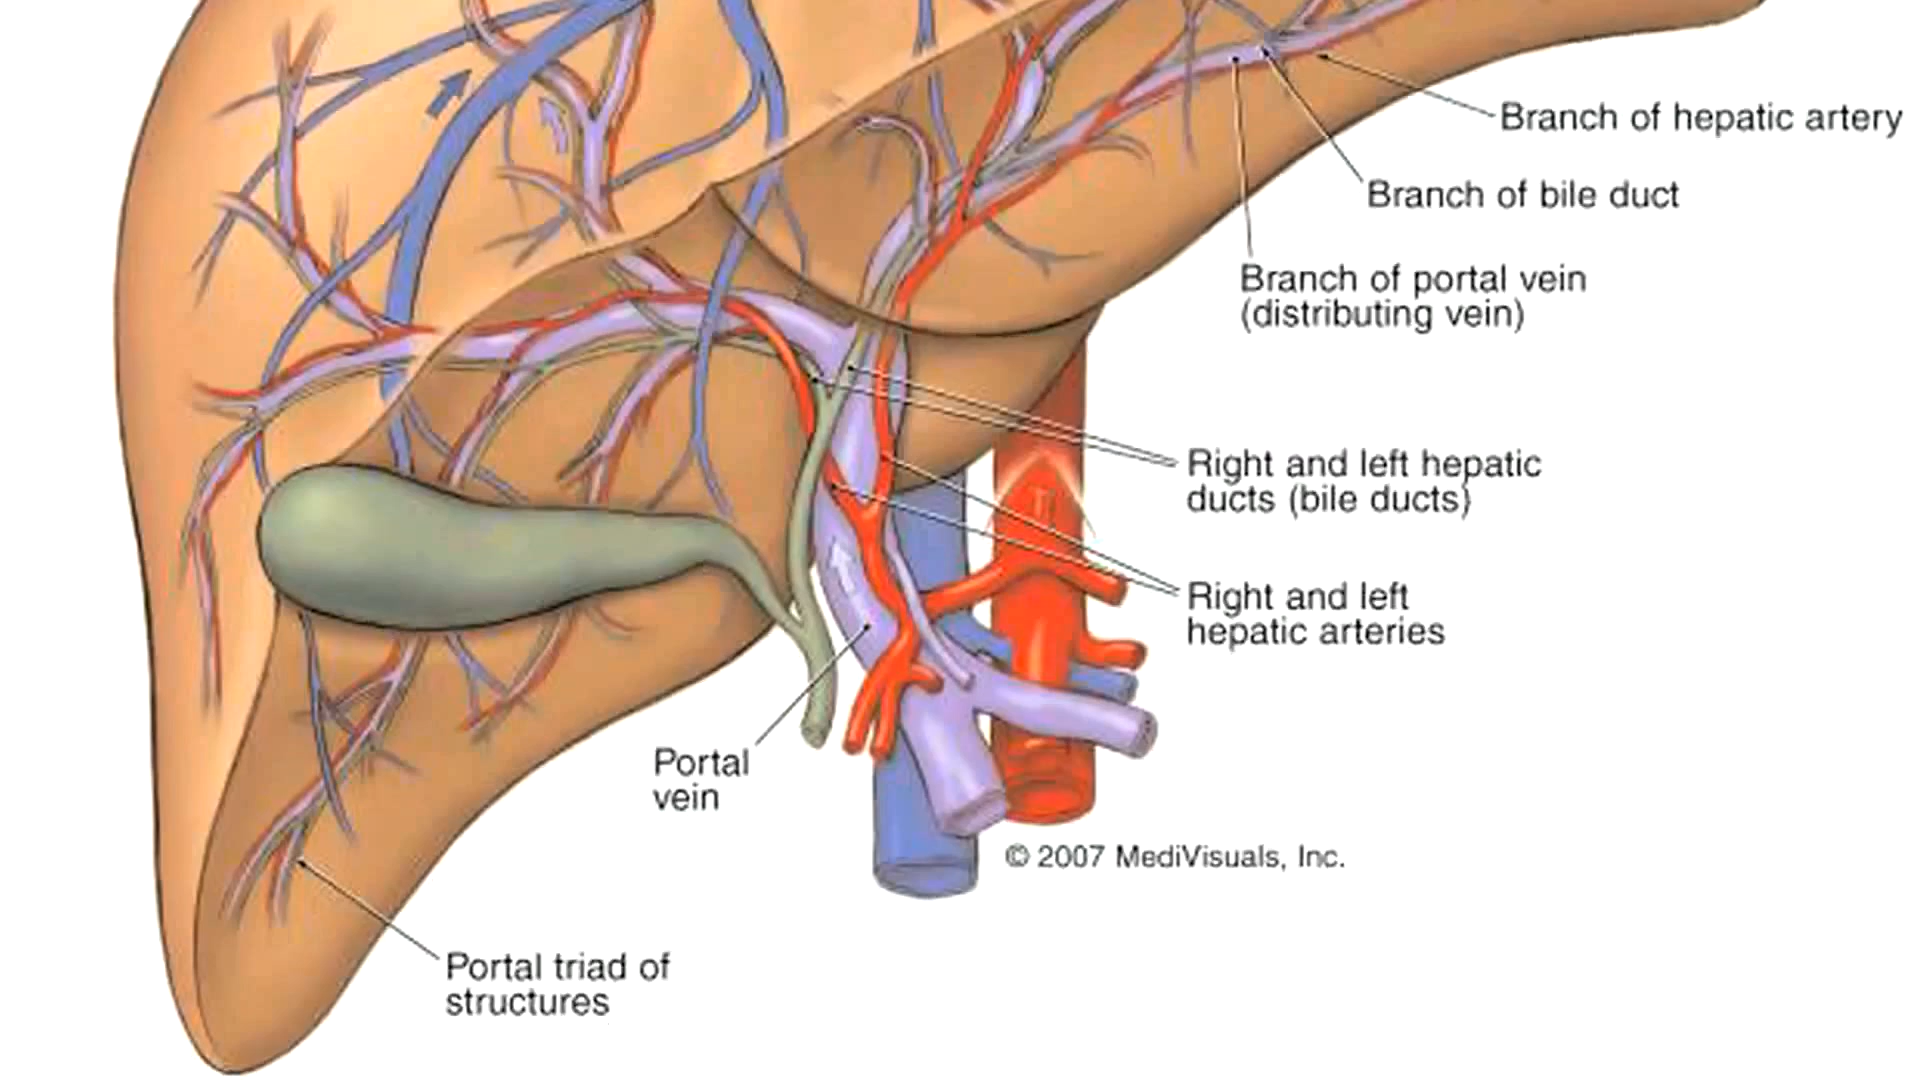 Branch of hepatic artery
Branch of bile duct
Branch of portal vein
(distributing vein)
Right and left hepatic
ducts (bile ducts)
Right and left
hepatic arteries
Portal
vein
© 2007 MediVisuals, Inc.
Portal triad of
structures